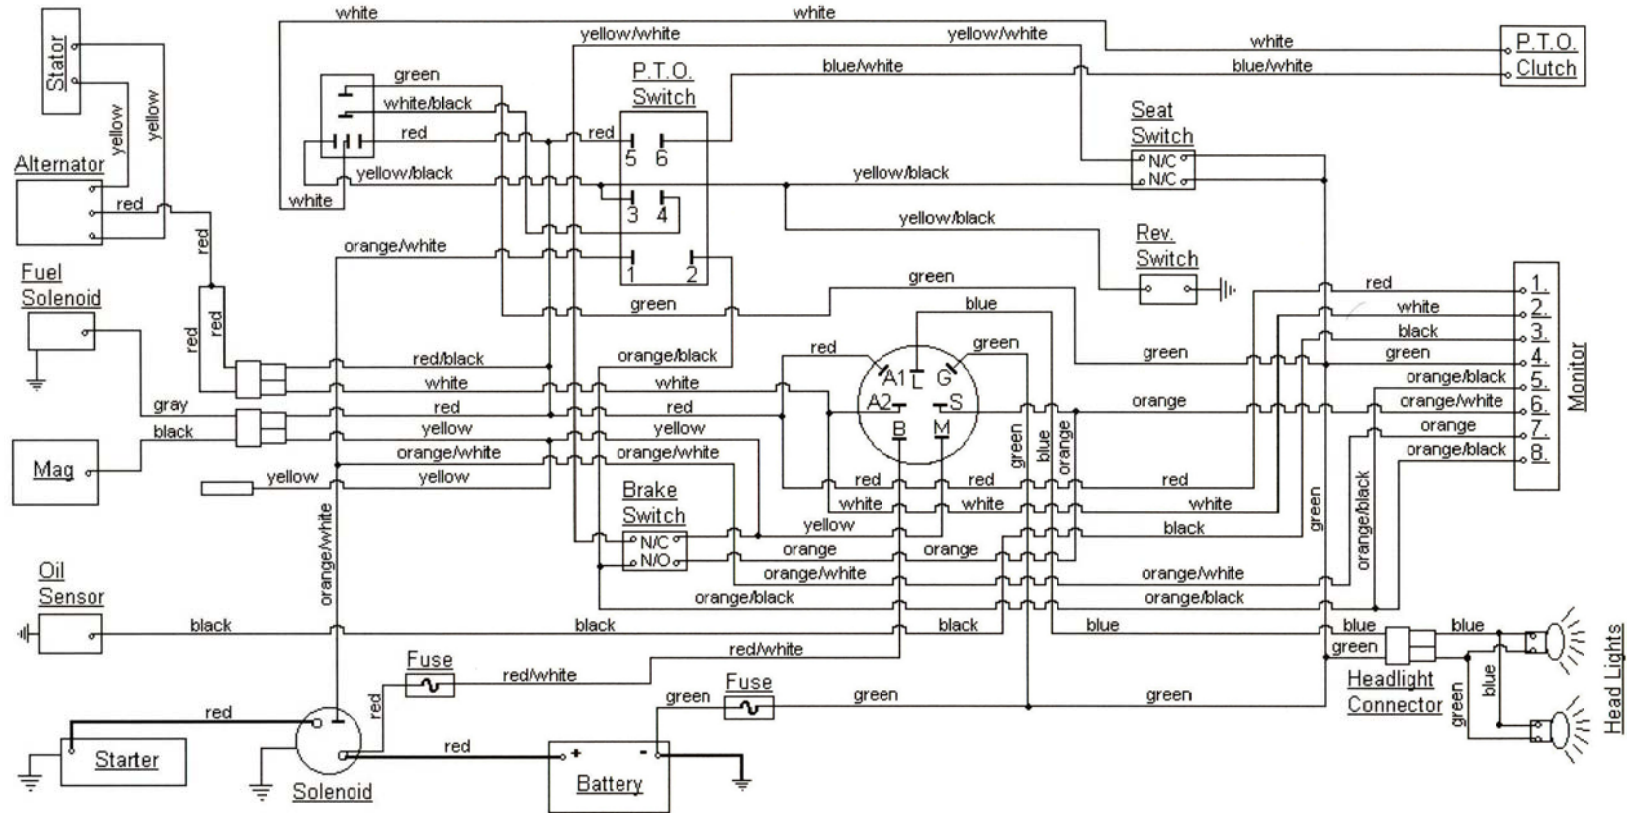 white
white
yellow/white
yellow/white
white
P.T.O.
Clutch
Stator
yellow
yellow
green
white/black
red
P.T.O.
Switch
blue/white
blue/white
red
5
6
Seat
Switch
N/C
N/C
Alternator
red
red
yellow/black
yellow/black
white
3
4
yellow/black
Rev.
Switch
orange/white
1
2
Fuel
Solenoid
red
red
green
green
blue
red
white
black
green
green
1.
2.
3.
4.
5.
6.
7.
8.
Monitor
orange/black
orange/white
orange
orange/black
red
green
A1
L
G
A2
S
B
M
red/black
orange/black
white
white
gray
red
red
orange
black
yellow
yellow
green
blue
orange
Mag
orange/white
orange/white
yellow
yellow
red
red
red
white
white
white
Brake
Switch
N/C
N/O
yellow
black
green
orange/black
orange
orange
orange/white
orange/white
orange/white
orange/black
orange/black
Oil
Sensor
black
black
black
blue
blue
blue
green
red/white
Fuse
red/white
red
Fuse
green
green
green
Headlight
Connector
green
blue
Head Lights
red
Starter
Solenoid
red
+
-
Battery